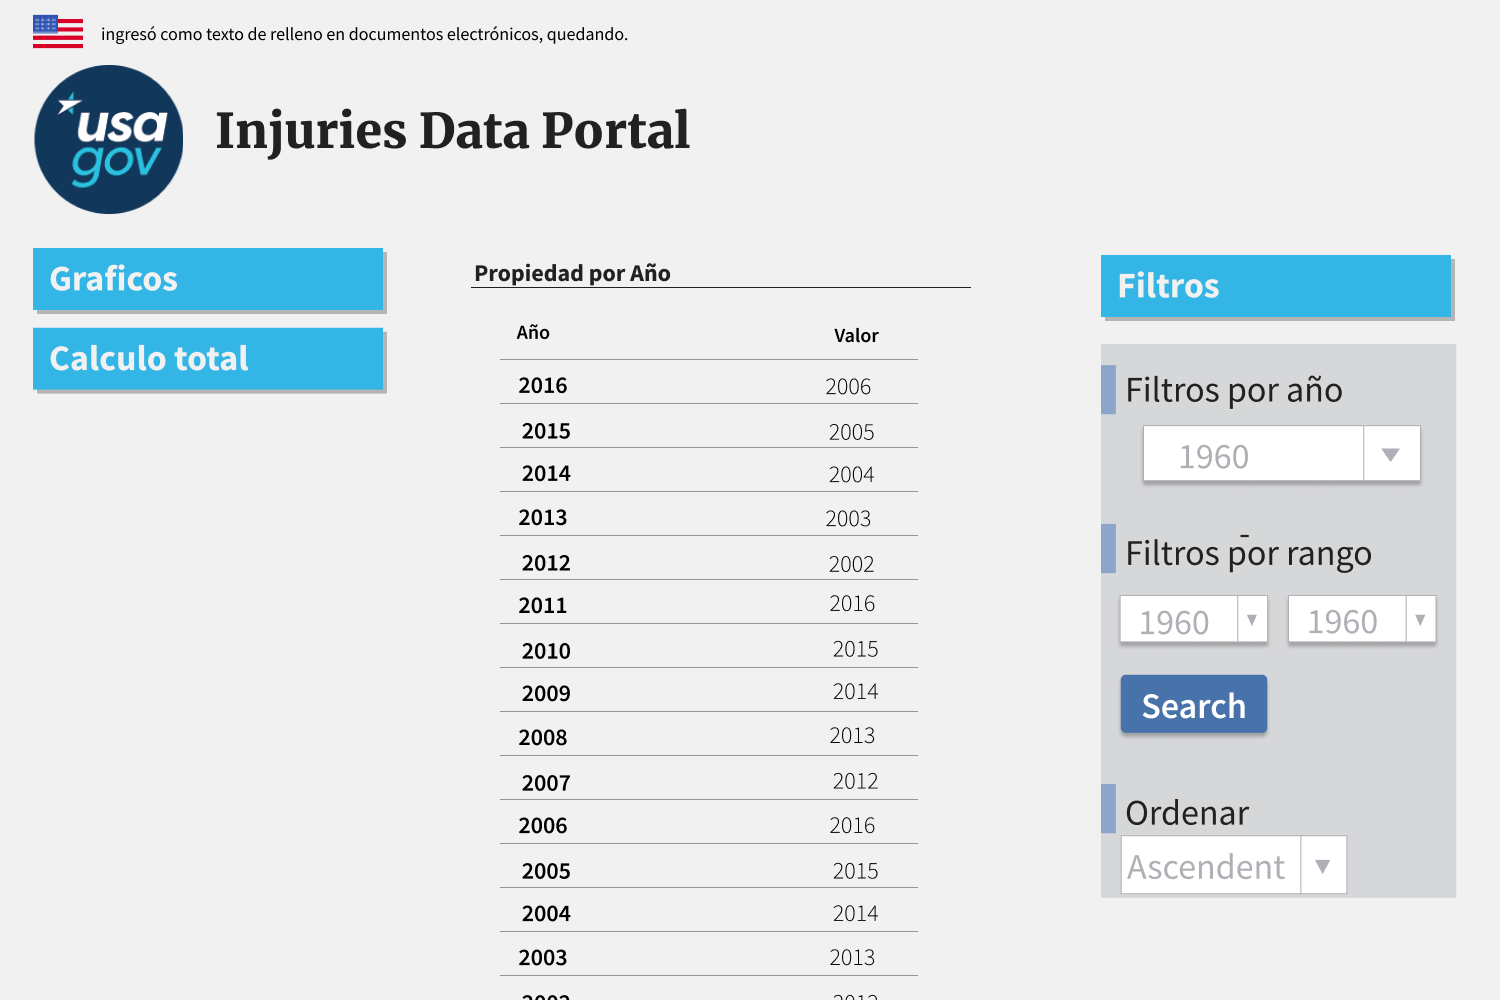 ingresó como texto de relleno en documentos electrónicos, quedando.
usa
gov
Injuries Data Portal
Graficos
Calculo total
Propiedad por Año
Año Valor
2016 2006
2015 2005
2014 2004
2013 2003
2012 2002
2011 2016
2010 2015
2009 2014
2008 2013
2007 2012
2006 2016
2005 2015
2004 2014
2003 2013
Filtros
Filtros por año
1960
-
Filtros por rango
1960 1960
Search
Ordenar
Ascendent